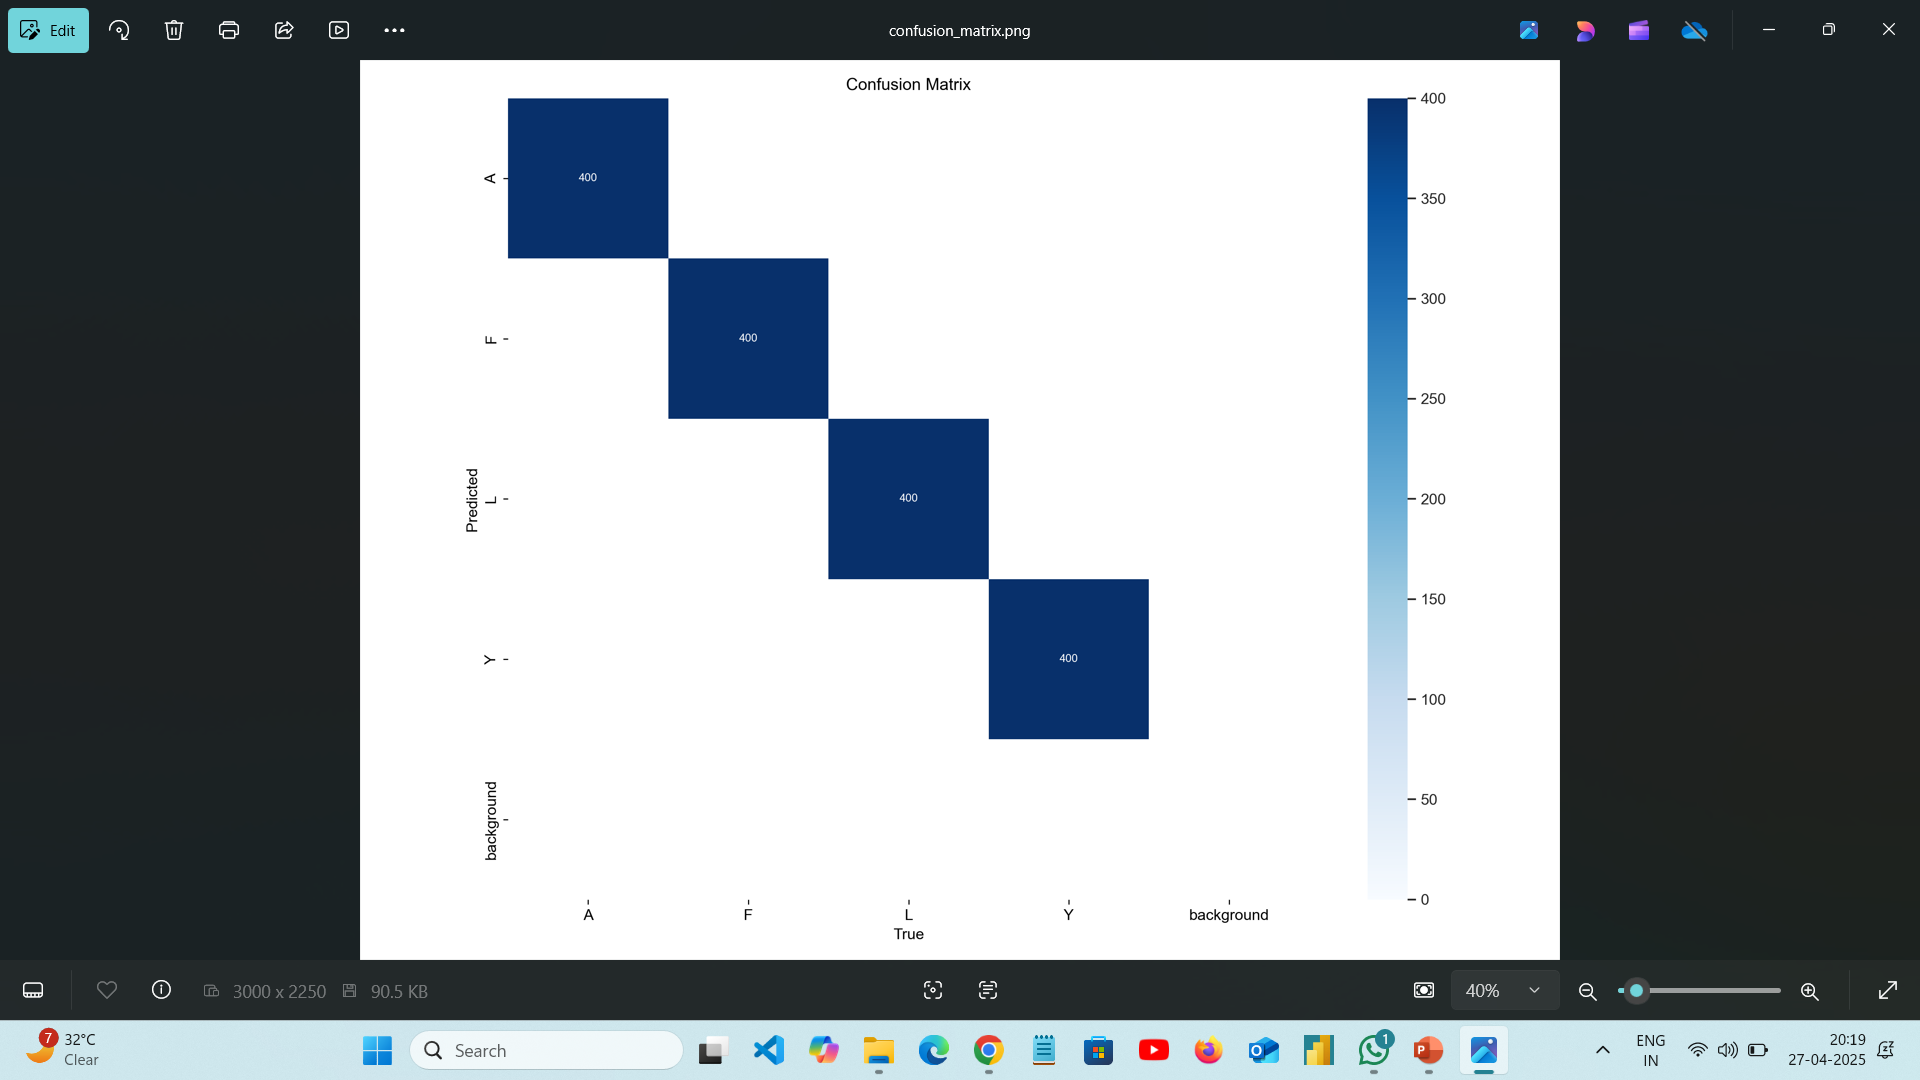 Edit
confusion_matrix.png
Confusion Matrix
400
A
400
F
400
L
Predicted
400
Y
background
A
F
L
Y
background
True
400
350
300
250
200
150
100
50
0
3000 x 2250
90.5 KB
40%
7
32°C
Clear
Search
1
ENG
IN
20:19
27-04-2025